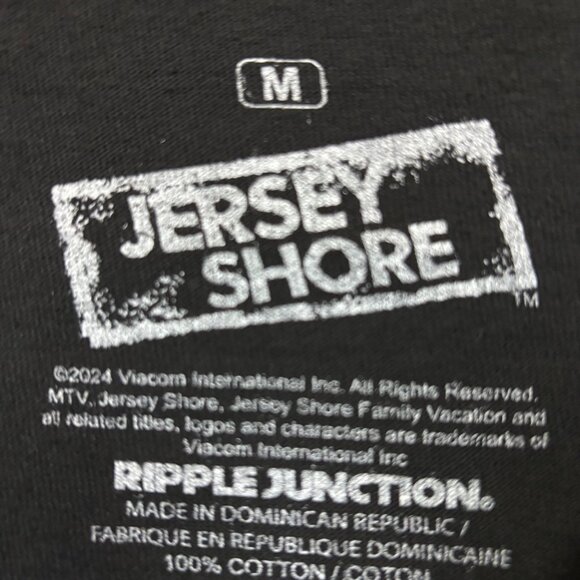 M
JERSEY
SHORE
TM
©2024 Viacom International Inc. All Rights Reserved.
MTV, Jersey Shore, Jersey Shore Family Vacation and
all related titles, logos and characters are trademarks of
Viacom International Inc
RIPPLE JUNCTION®
MADE IN DOMINICAN REPUBLIC /
FABRIQUE EN REPUBLIQUE DOMINICAINE
100% COTTON / COTON